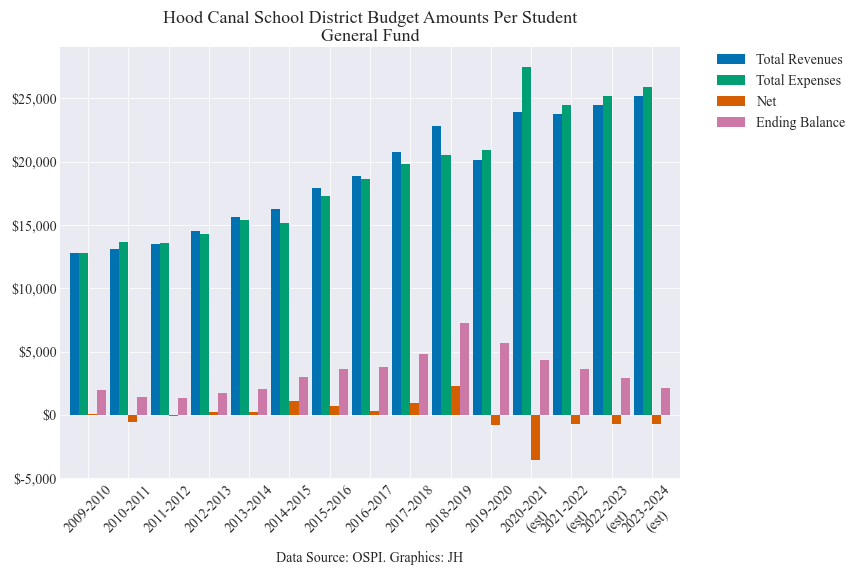 Hood Canal School District Budget Amounts Per Student
General Fund
Total Revenues
Total Expenses
Net
Ending Balance
$25,000
$20,000
$15,000
$10,000
$5,000
$0
$-5,000
2009-2010
2010-2011
2011-2012
2012-2013
2013-2014
2014-2015
2015-2016
2016-2017
2017-2018
2018-2019
2019-2020
2020-2021
(est)
2021-2022
(est)
2022-2023
(est)
2023-2024
(est)
Data Source: OSPI. Graphics: JH